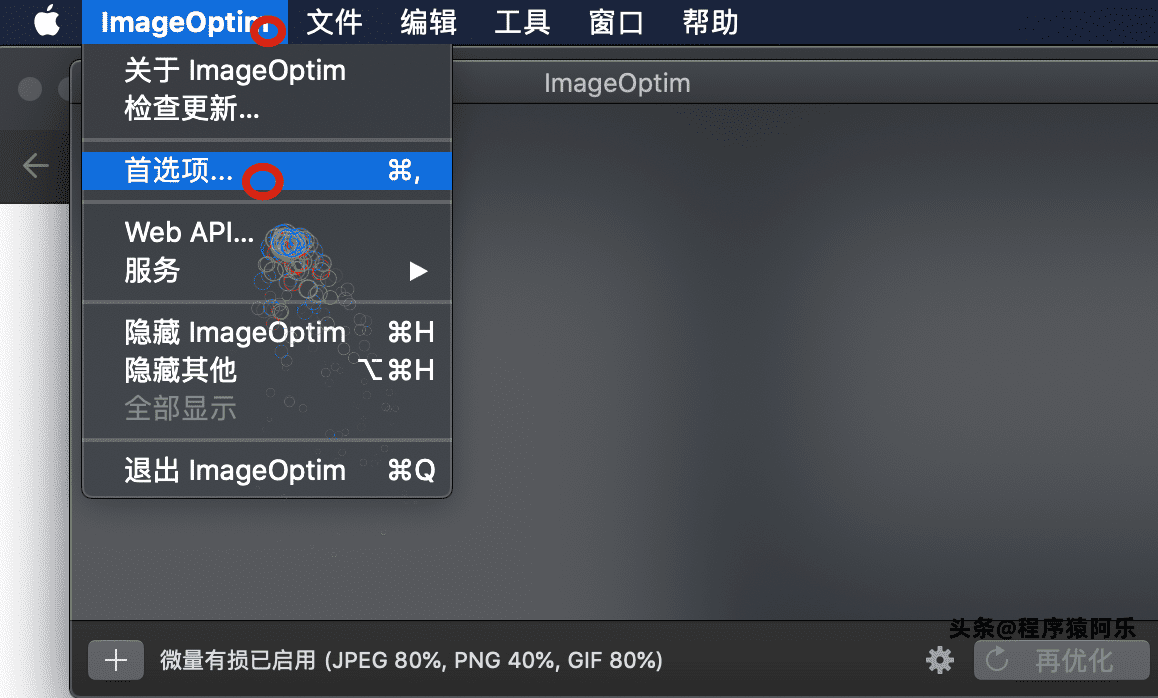 ImageOptim 文件 编辑 工具 窗口 帮助
ImageOptim
关于 ImageOptim
检查更新...
首选项... ⌘,
Web API...
服务 ▶
隐藏 ImageOptim ⌘H
隐藏其他 ⌥⌘H
全部显示
退出 ImageOptim ⌘Q
头条@程序猿阿乐
微量有损已启用 (JPEG 80%, PNG 40%, GIF 80%)
再优化